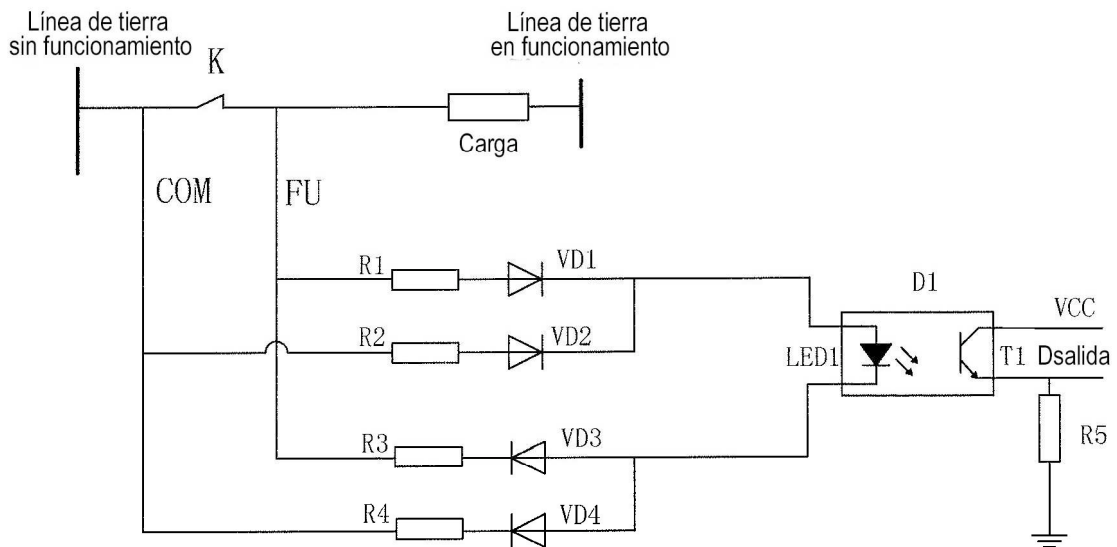 Línea de tierra
sin funcionamiento
Línea de tierra
en funcionamiento
K
Carga
COM
FU
R1
VD1
R2
VD2
D1
VCC
LED1
T1
Dsalida
R3
VD3
R5
R4
VD4